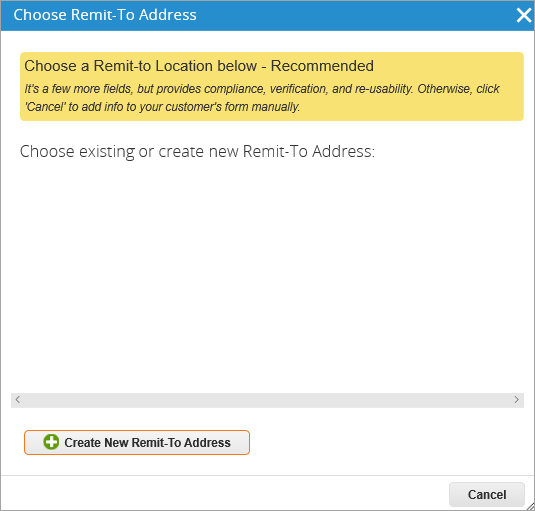 Choose Remit-To Address
Choose a Remit-to Location below - Recommended
It's a few more fields, but provides compliance, verification, and re-usability. Otherwise, click
'Cancel' to add info to your customer's form manually.
Choose existing or create new Remit-To Address:
Create New Remit-To Address
Cancel